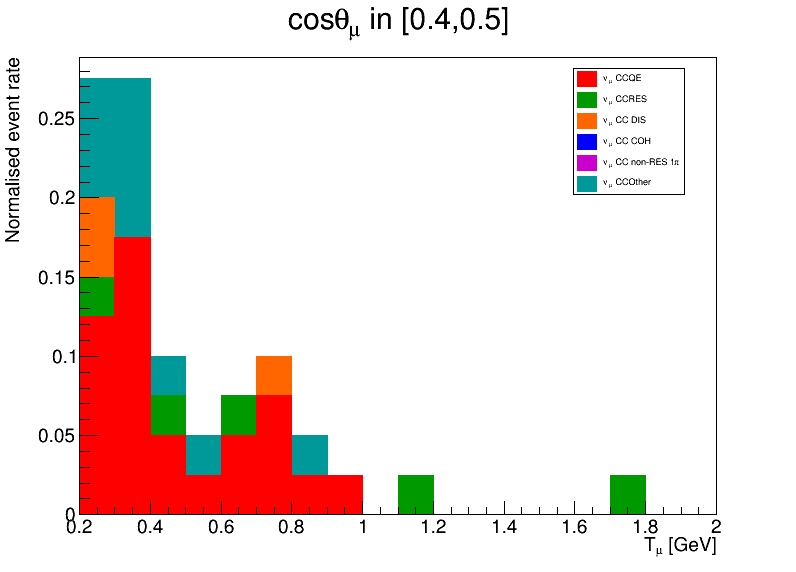 cosθμ in [0.4,0.5]
Normalised event rate
νμ CCQE
νμ CCRES
νμ CC DIS
νμ CC COH
νμ CC non-RES 1π
νμ CCOther
0.25
0.2
0.15
0.1
0.05
0
0.2 0.4 0.6 0.8 1 1.2 1.4 1.6 1.8 2
Tμ [GeV]